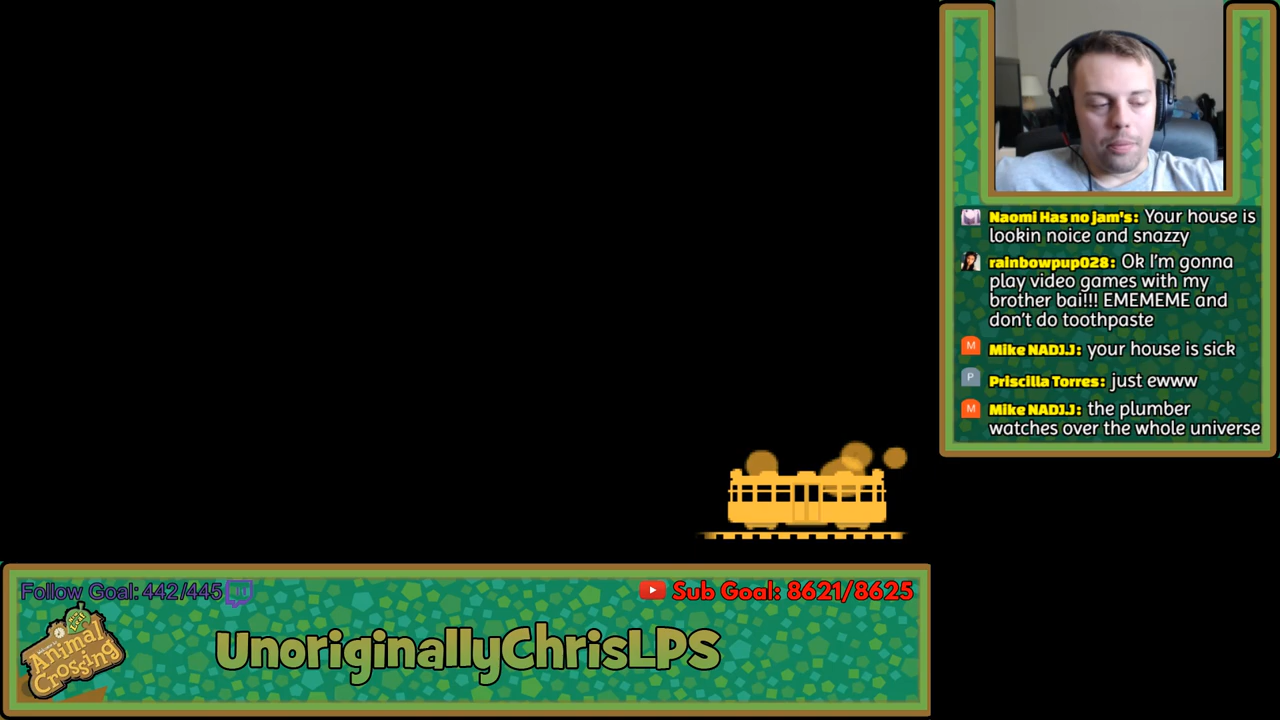 Naomi Has no jam's: Your house is
lookin noice and snazzy
rainbowpup028: Ok I'm gonna
play video games with my
brother bai!!! EMEMEME and
don't do toothpaste
M
Mike NADJ.J: your house is sick
P
Priscilla Torres: just ewww
M
Mike NADJ.J: the plumber
watches over the whole universe
Follow Goal: 442/445
Sub Goal: 8621/8625
Animal
Crossing
UnoriginallyChrisLPS